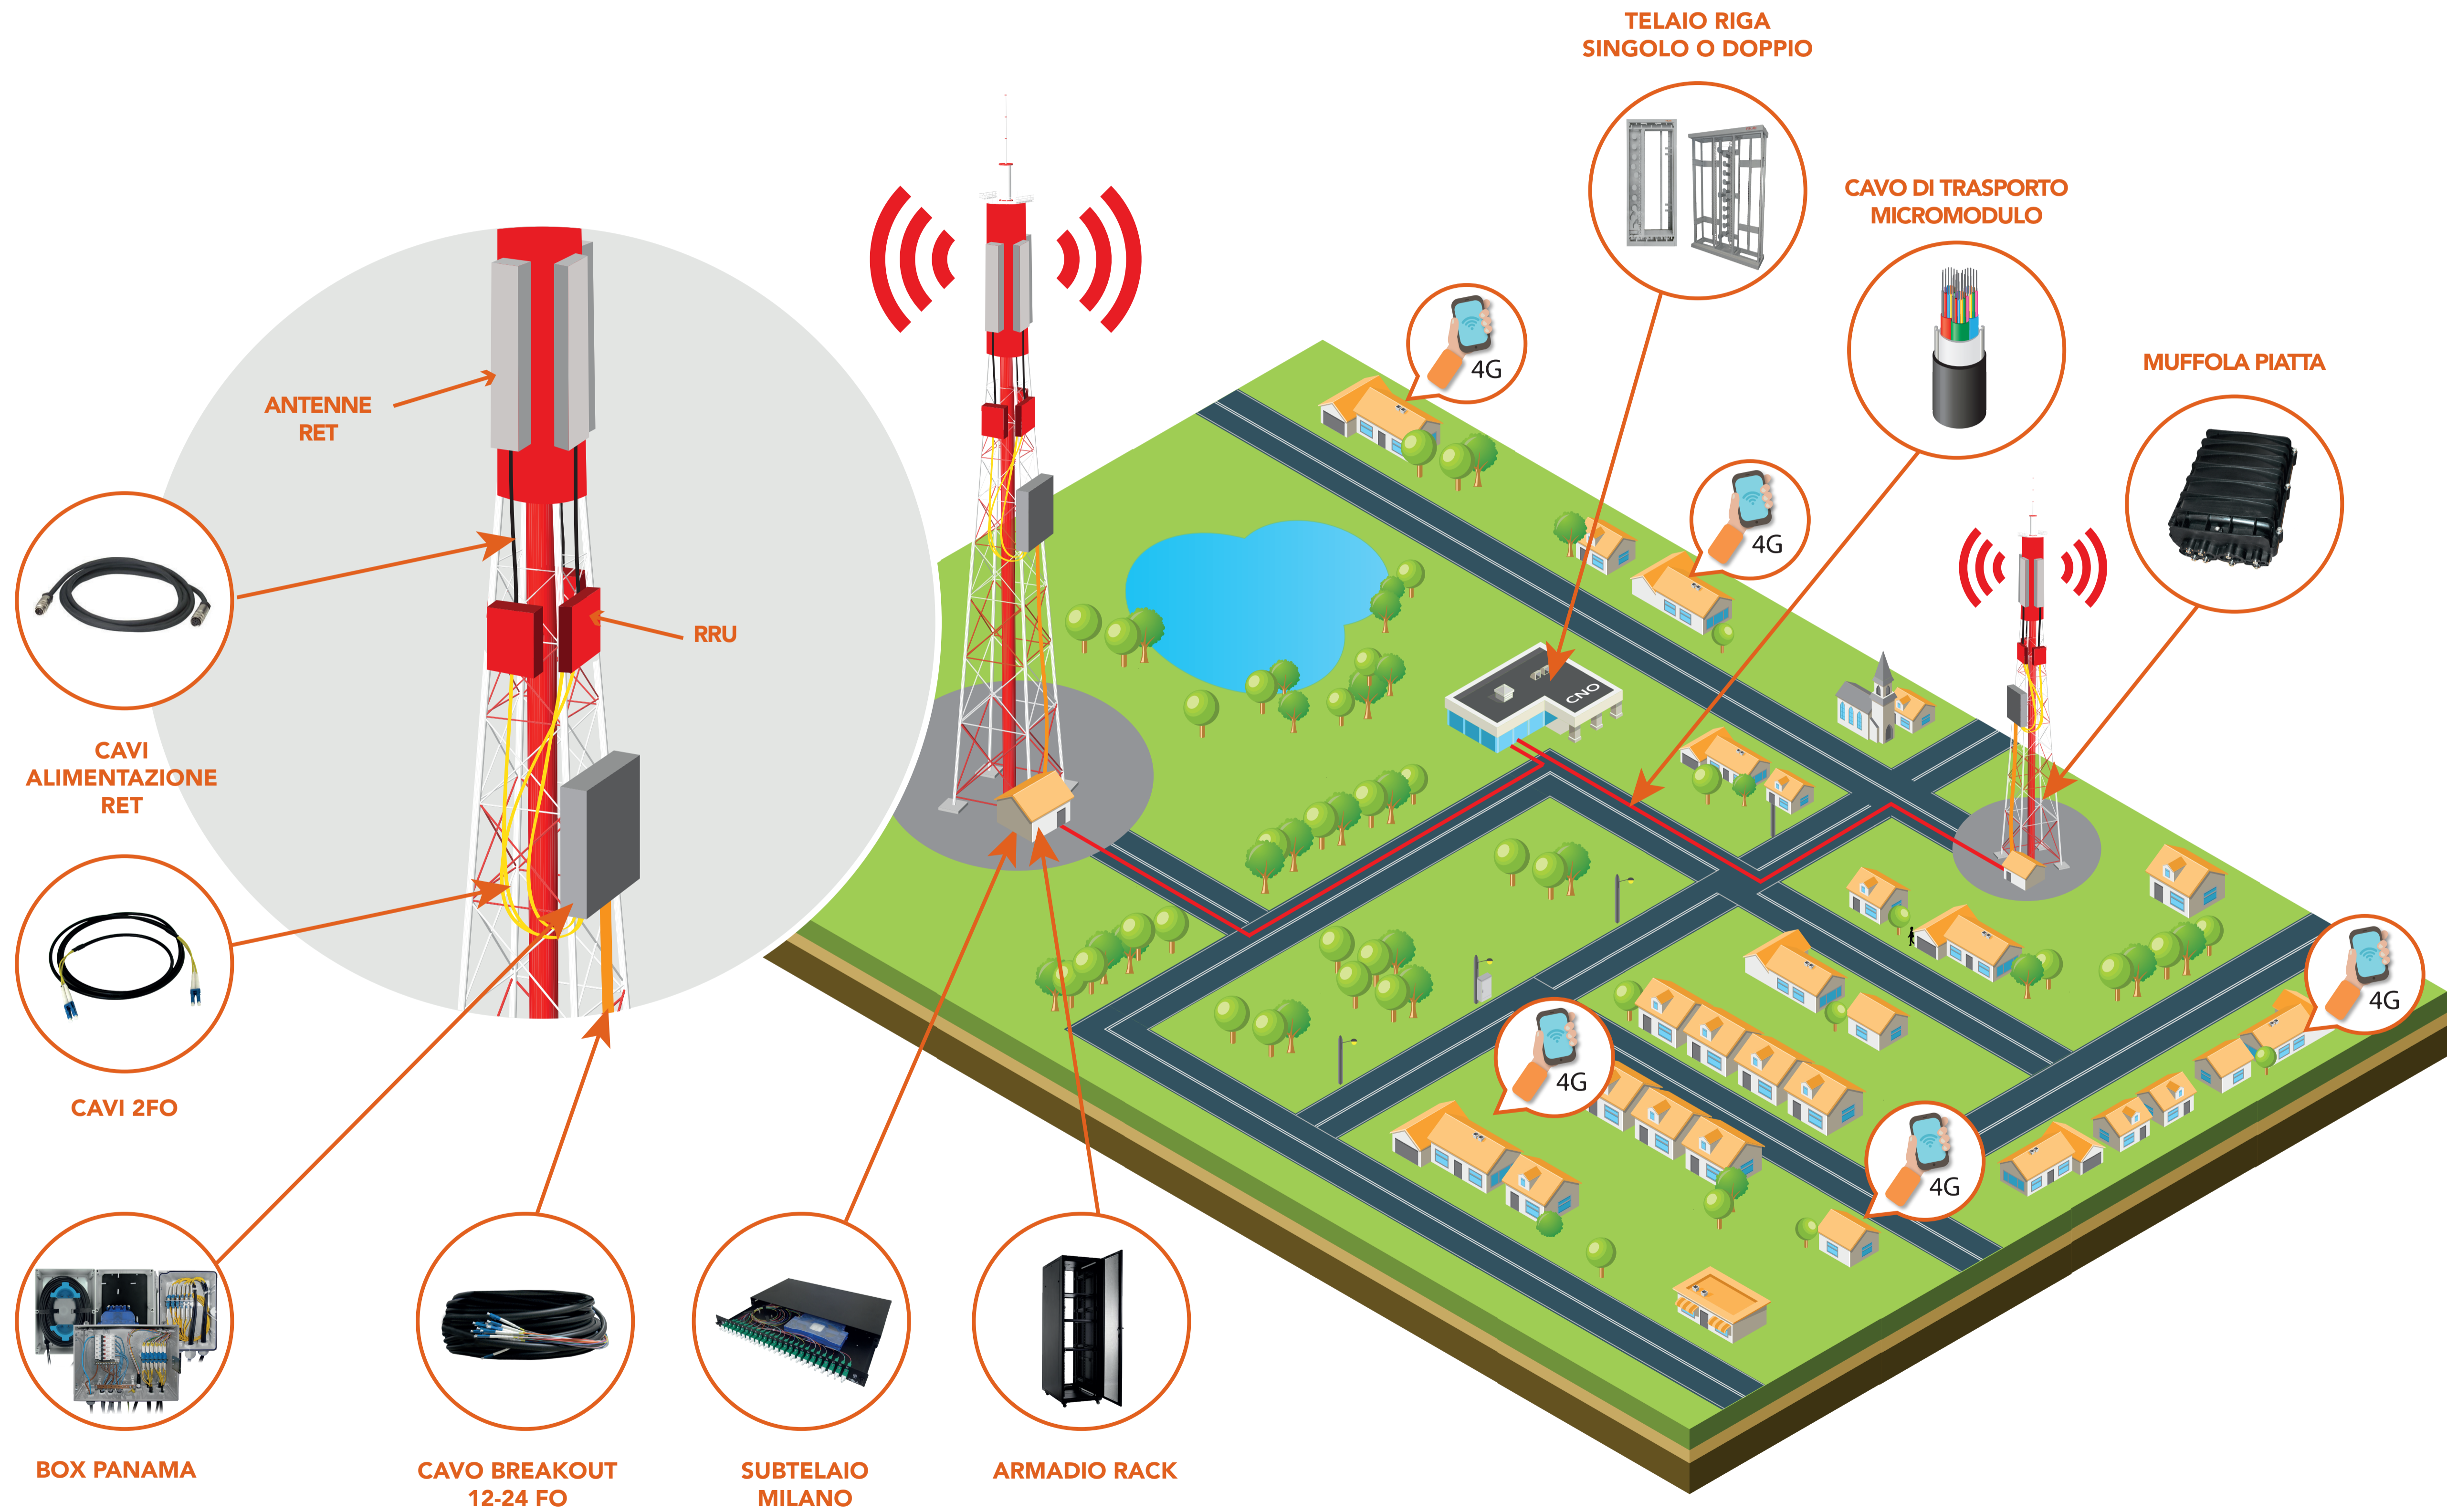 TELAIO RIGA
SINGOLO O DOPPIO
CAVO DI TRASPORTO
MICROMODULO
MUFFOLA PIATTA
4G
4G
ANTENNE
RET
RRU
CNO
CAVI
ALIMENTAZIONE
RET
4G
4G
4G
CAVI 2FO
BOX PANAMA
CAVO BREAKOUT
12-24 FO
SUBTELAIO
MILANO
ARMADIO RACK